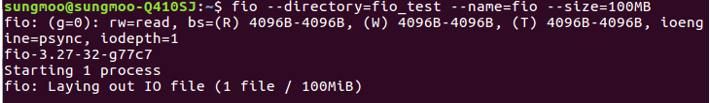 sungmoo@sungmoo-Q410SJ:~$ fio --directory=fio_test --name=fio --size=100MB
fio: (g=0): rw=read, bs=(R) 4096B-4096B, (W) 4096B-4096B, (T) 4096B-4096B, ioeng
ine=psync, iodepth=1
fio-3.27-32-g77c7
Starting 1 process
fio: Laying out IO file (1 file / 100MiB)